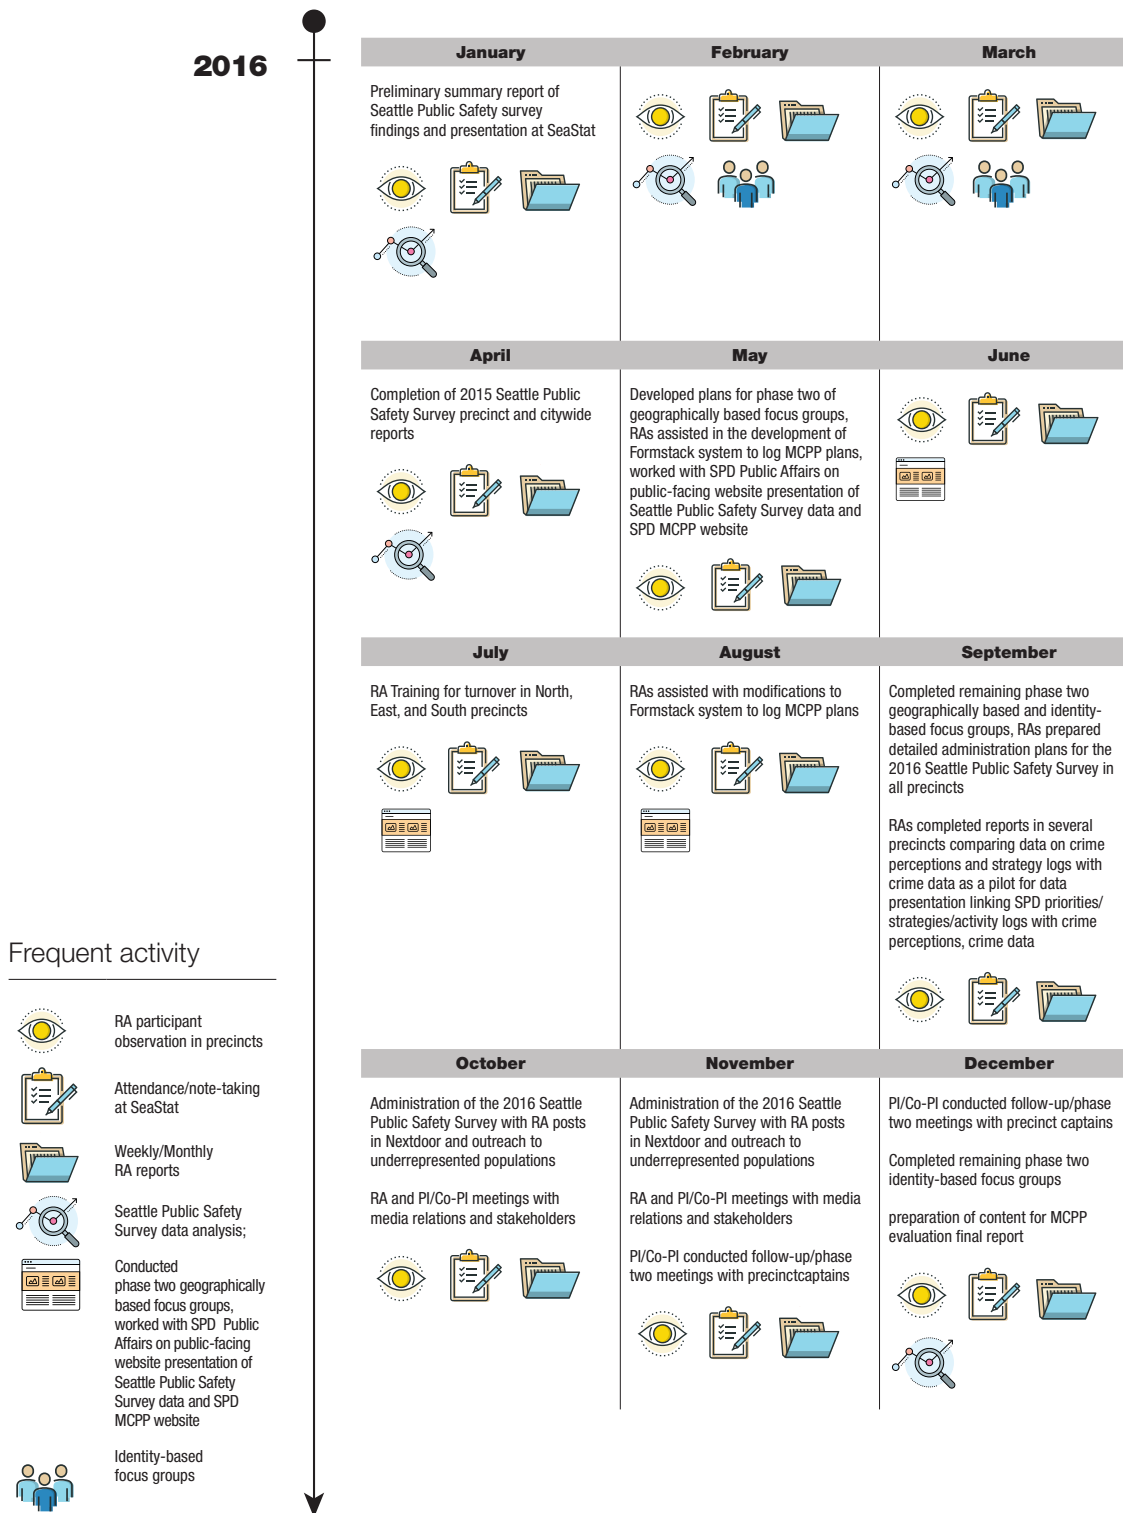 2016
January
Preliminary summary report of
Seattle Public Safety survey
findings and presentation at SeaStat
February
March
April
Completion of 2015 Seattle Public
Safety Survey precinct and citywide
reports
May
Developed plans for phase two of
geographically based focus groups,
RAs assisted in the development of
Formstack system to log MCPP plans,
worked with SPD Public Affairs on
public-facing website presentation of
Seattle Public Safety Survey data and
SPD MCPP website
June
July
RA Training for turnover in North,
East, and South precincts
August
RAs assisted with modifications to
Formstack system to log MCPP plans
September
Completed remaining phase two
geographically based and identity-
based focus groups, RAs prepared
detailed administration plans for the
2016 Seattle Public Safety Survey in
all precincts
RAs completed reports in several
precincts comparing data on crime
perceptions and strategy logs with
crime data as a pilot for data
presentation linking SPD priorities/
strategies/activity logs with crime
perceptions, crime data
October
Administration of the 2016 Seattle
Public Safety Survey with RA posts
in Nextdoor and outreach to
underrepresented populations
RA and PI/Co-PI meetings with
media relations and stakeholders
November
Administration of the 2016 Seattle
Public Safety Survey with RA posts
in Nextdoor and outreach to
underrepresented populations
RA and PI/Co-PI meetings with media
relations and stakeholders
PI/Co-PI conducted follow-up/phase
two meetings with precinctcaptains
December
PI/Co-PI conducted follow-up/phase
two meetings with precinct captains
Completed remaining phase two
identity-based focus groups
preparation of content for MCPP
evaluation final report
Frequent activity
RA participant
observation in precincts
Attendance/note-taking
at SeaStat
Weekly/Monthly
RA reports
Seattle Public Safety
Survey data analysis;
Conducted
phase two geographically
based focus groups,
worked with SPD Public
Affairs on public-facing
website presentation of
Seattle Public Safety
Survey data and SPD
MCPP website
Identity-based
focus groups